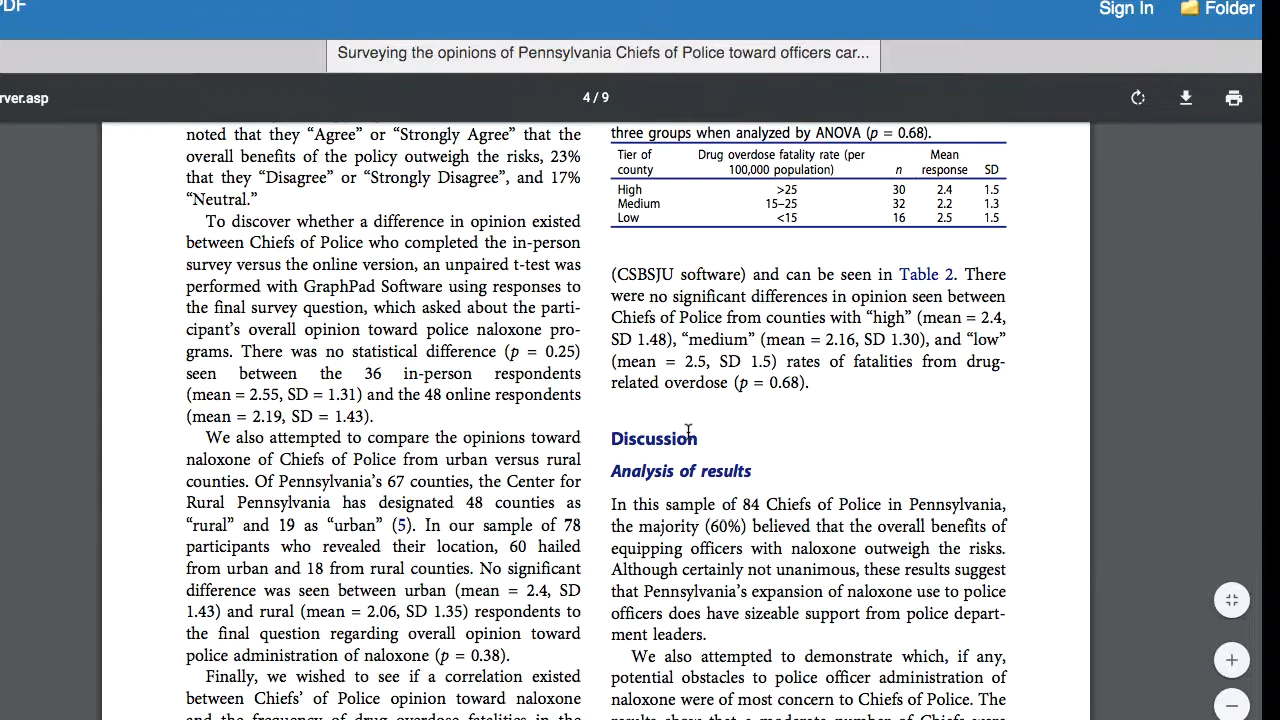 PDF
Sign In
Folder
Surveying the opinions of Pennsylvania Chiefs of Police toward officers car...
rver.asp
4 / 9
noted that they “Agree” or “Strongly Agree” that the
overall benefits of the policy outweigh the risks, 23%
that they “Disagree” or “Strongly Disagree”, and 17%
“Neutral.”
To discover whether a difference in opinion existed
between Chiefs of Police who completed the in-person
survey versus the online version, an unpaired t-test was
performed with GraphPad Software using responses to
the final survey question, which asked about the parti-
cipant’s overall opinion toward police naloxone pro-
grams. There was no statistical difference (p = 0.25)
seen between the 36 in-person respondents
(mean = 2.55, SD = 1.31) and the 48 online respondents
(mean = 2.19, SD = 1.43).
We also attempted to compare the opinions toward
naloxone of Chiefs of Police from urban versus rural
counties. Of Pennsylvania’s 67 counties, the Center for
Rural Pennsylvania has designated 48 counties as
“rural” and 19 as “urban” (5). In our sample of 78
participants who revealed their location, 60 hailed
from urban and 18 from rural counties. No significant
difference was seen between urban (mean = 2.4, SD
1.43) and rural (mean = 2.06, SD 1.35) respondents to
the final question regarding overall opinion toward
police administration of naloxone (p = 0.38).
Finally, we wished to see if a correlation existed
between Chiefs’ of Police opinion toward naloxone
and the frequency of drug overdose fatalities in the
three groups when analyzed by ANOVA (p = 0.68).
Tier of county Drug overdose fatality rate (per 100,000 population) n Mean response SD
High >25 30 2.4 1.5
Medium 15–25 32 2.2 1.3
Low <15 16 2.5 1.5
(CSBSJU software) and can be seen in Table 2. There
were no significant differences in opinion seen between
Chiefs of Police from counties with “high” (mean = 2.4,
SD 1.48), “medium” (mean = 2.16, SD 1.30), and “low”
(mean = 2.5, SD 1.5) rates of fatalities from drug-
related overdose (p = 0.68).
Discussion
Analysis of results
In this sample of 84 Chiefs of Police in Pennsylvania,
the majority (60%) believed that the overall benefits of
equipping officers with naloxone outweigh the risks.
Although certainly not unanimous, these results suggest
that Pennsylvania’s expansion of naloxone use to police
officers does have sizeable support from police depart-
ment leaders.
We also attempted to demonstrate which, if any,
potential obstacles to police officer administration of
naloxone were of most concern to Chiefs of Police. The
results show that a moderate number of Chiefs were